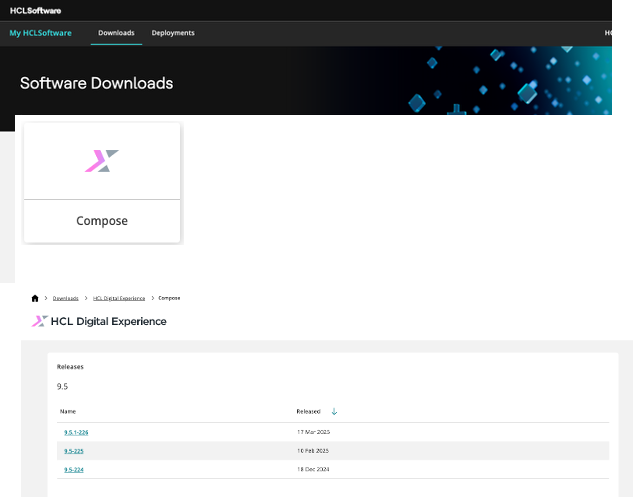 HCLSoftware
My HCLSoftware Downloads Deployments HC
Software Downloads
Compose
Downloads HCL Digital Experience Compose
HCL Digital Experience
Releases
9.5
Name Released
9.5.1-226 17 Mar 2025
9.5-225 10 Feb 2025
9.5-224 18 Dec 2024